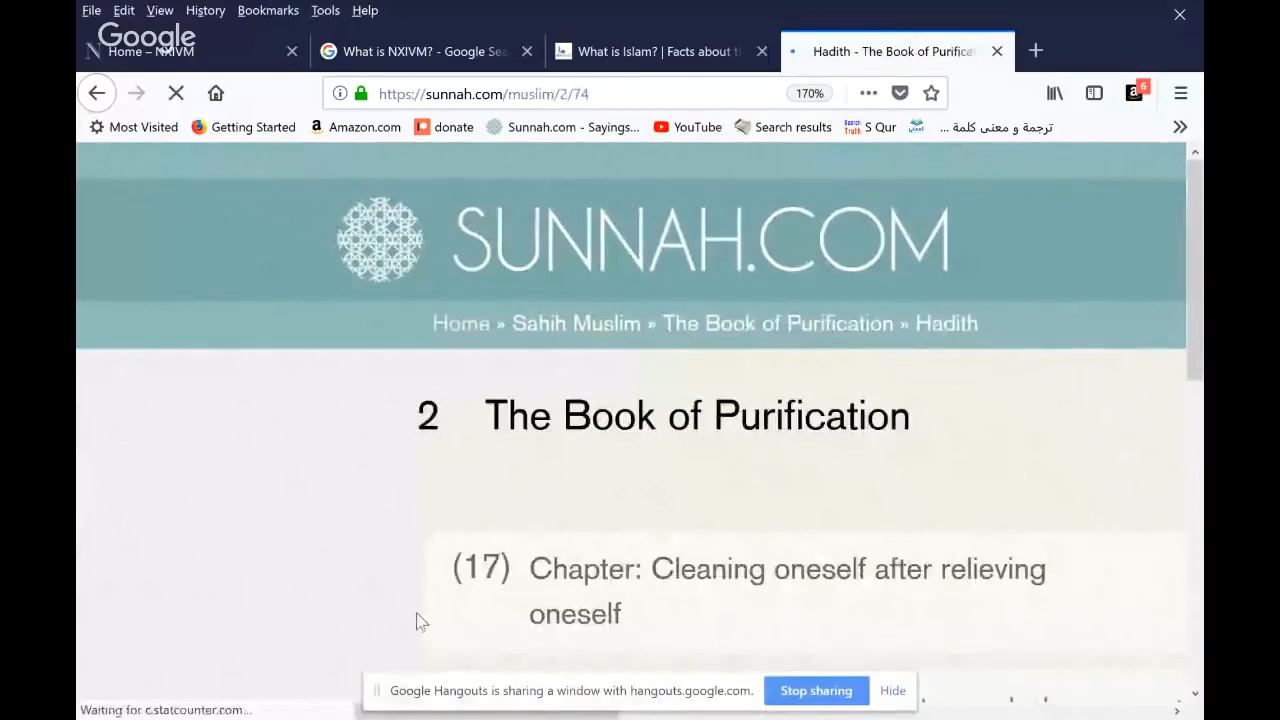 File Edit View History Bookmarks Tools Help
Google
Home – NXIVM
What is NXIVM? - Google Sea
What is Islam? | Facts about t
Hadith - The Book of Purifica
https://sunnah.com/muslim/2/74
170%
6
Most Visited Getting Started Amazon.com donate Sunnah.com - Sayings... YouTube Search results Search Truth S Qur ترجمة و معنى كلمة ...
SUNNAH.COM
Home » Sahih Muslim » The Book of Purification » Hadith
2 The Book of Purification
(17) Chapter: Cleaning oneself after relieving
oneself
Google Hangouts is sharing a window with hangouts.google.com. Stop sharing Hide
Waiting for c.statcounter.com...